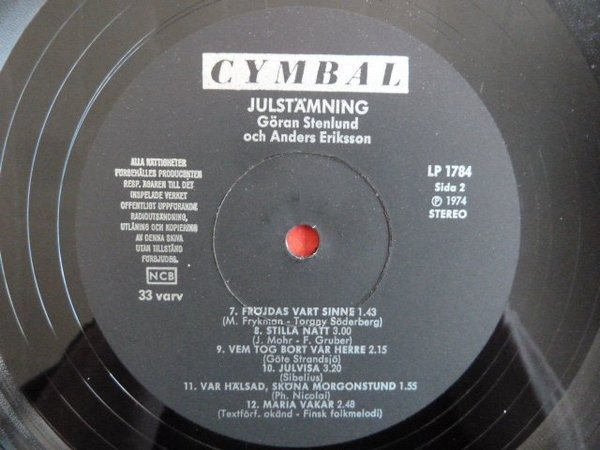 CYMBAL
JULSTÄMNING
Göran Stenlund
och Anders Eriksson
ALLA RÄTTIGHETER
FÖRBEHÅLLES PRODUCENTEN
RESP. ÄGAREN TILL DET
INSPELADE VERKET
OFFENTLIGT UPPFÖRANDE
RADIOUTSÄNDNING,
UTLÅNING OCH KOPIERING
AV DENNA SKIVA
UTAN TILLSTÅND
FÖRBJUDES.
NCB
33 varv
LP 1784
Sida 2
Ⓟ 1974
STEREO
7. FRÖJDAS VART SINNE 1.43
(M. Frykman - Torgny Söderberg)
8. STILLA NATT 3.00
(J. Mohr - F. Gruber)
9. VEM TOG BORT VÅR HERRE 2.15
(Göte Strandsjö)
10. JULVISA 3.20
(Sibelius)
11. VAR HÄLSAD, SKÖNA MORGONSTUND 1.55
(Ph. Nicolai)
12. MARIA VAKAR 2.48
(Textförf. okänd - Finsk folkmelodi)